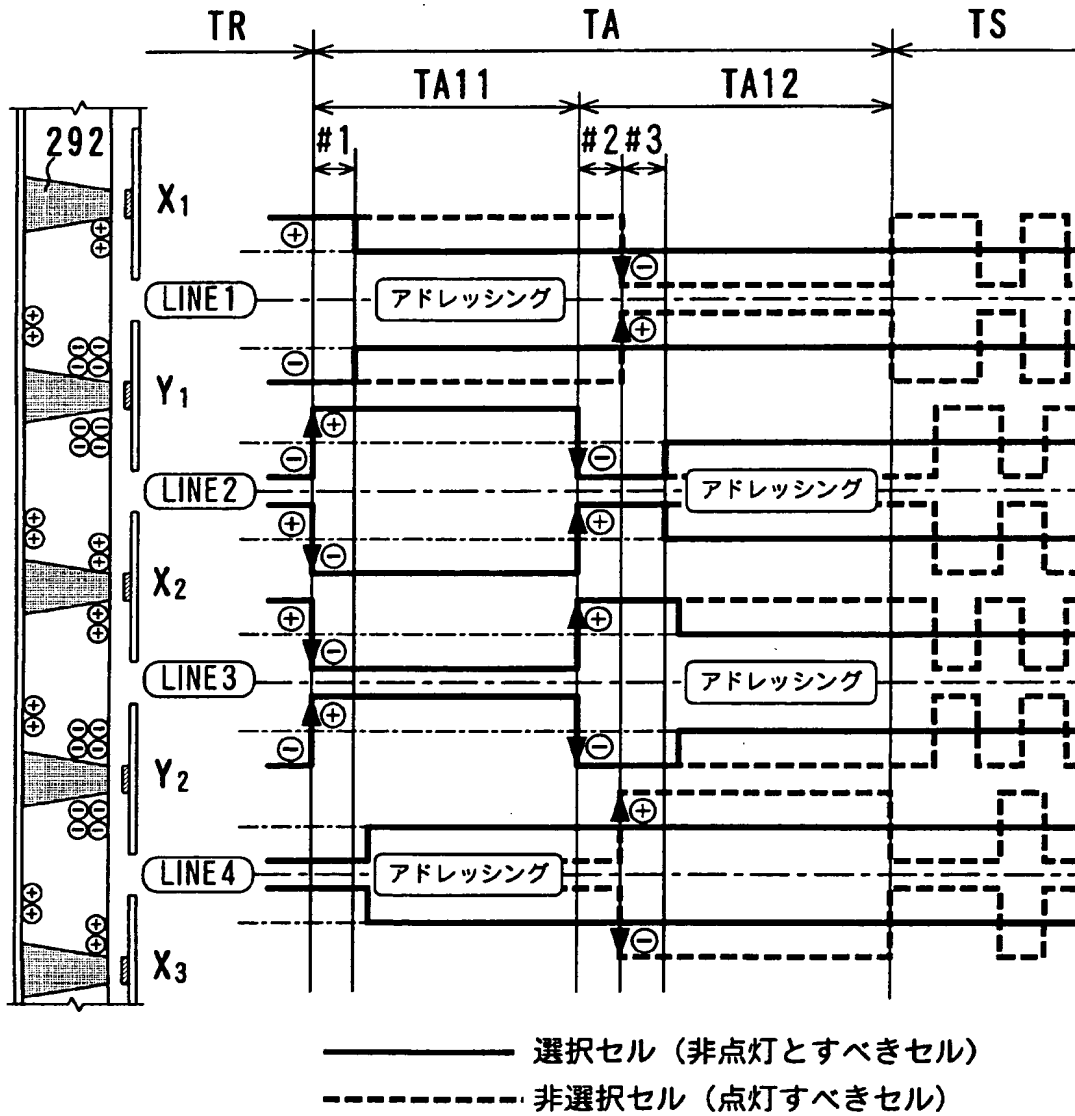 TR TA TS
TA11 TA12
#1 #2 #3
292
X1
⊕ ⊖
⊕
LINE1 アドレッシング
⊕ ⊖⊖ ⊖ ⊕
⊕ ⊖⊖
Y1
⊖⊖ ⊕
⊖⊖ ⊖ ⊖
LINE2 アドレッシング
⊕ ⊕ ⊕
⊕ ⊕ ⊖
X2
⊕ ⊕ ⊕
⊕ ⊖
LINE3 アドレッシング
⊕ ⊖⊖ ⊕
⊕ ⊖⊖ ⊖ ⊖
Y2
⊖⊖ ⊕
⊖⊖
LINE4 アドレッシング
⊕
⊕ ⊕ ⊖
⊕
X3
選択セル（非点灯とすべきセル）
非選択セル（点灯すべきセル）